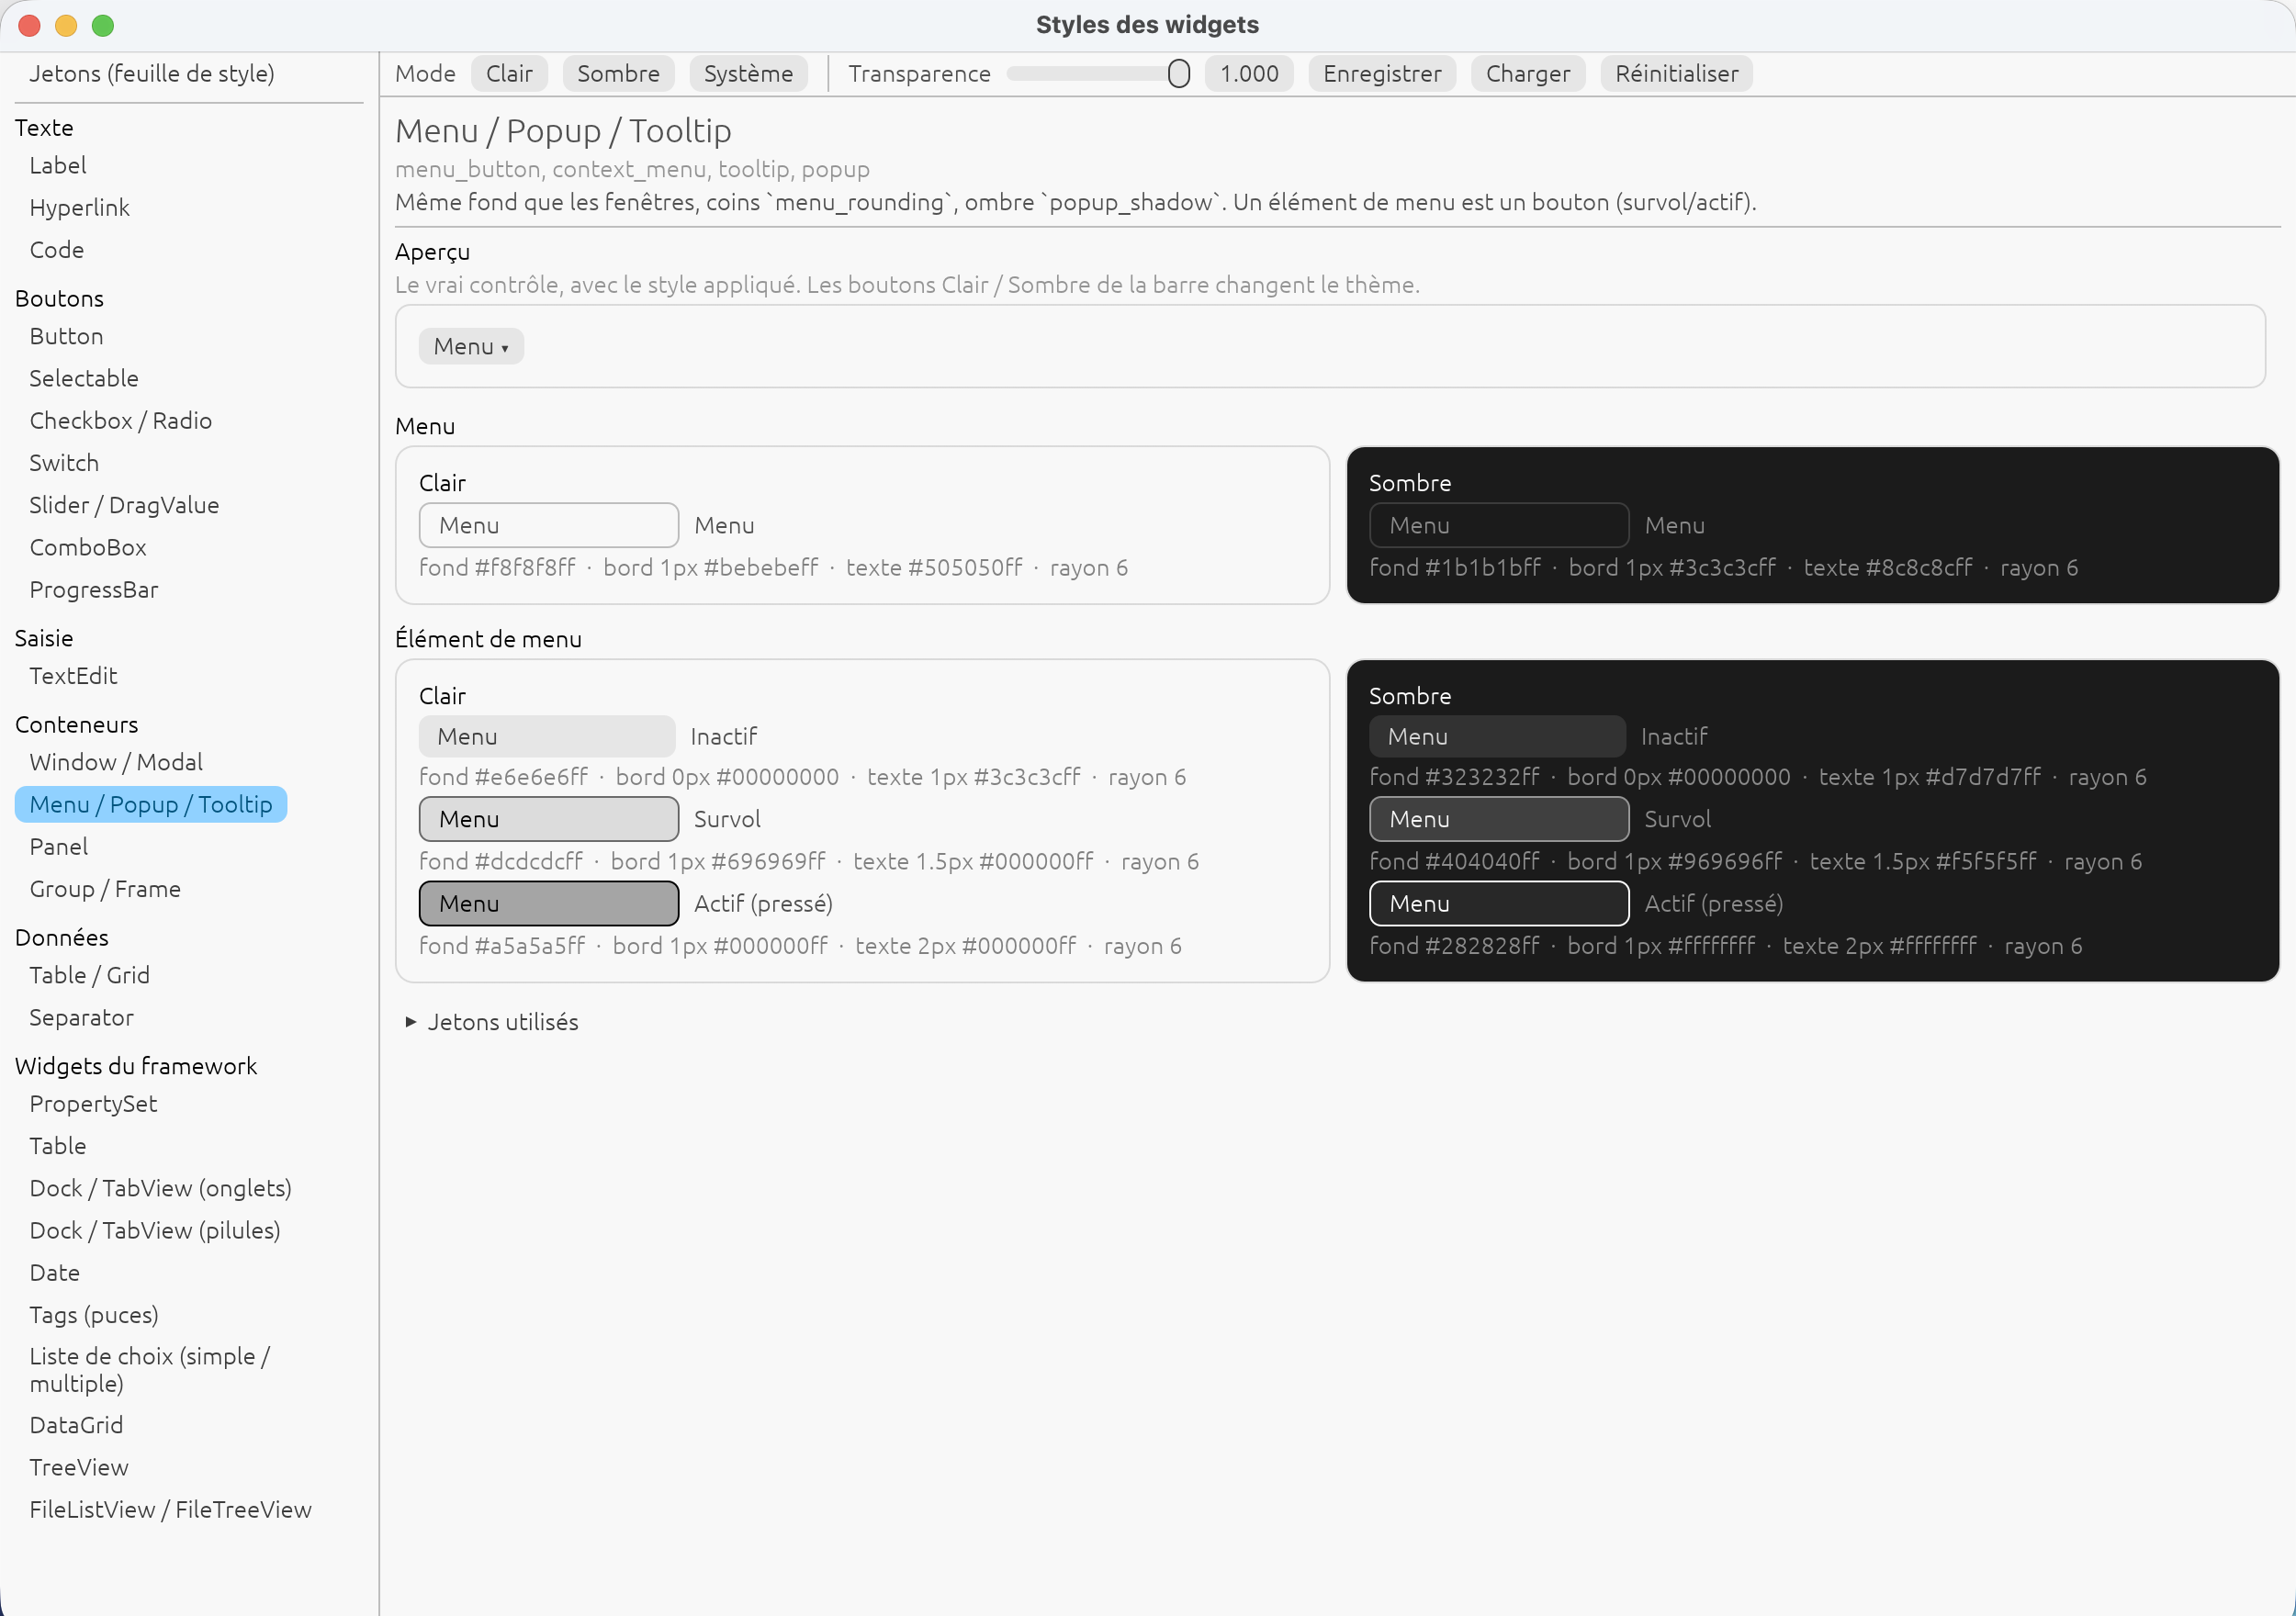 Styles des widgets
Jetons (feuille de style)
Texte
Label
Hyperlink
Code
Boutons
Button
Selectable
Checkbox / Radio
Switch
Slider / DragValue
ComboBox
ProgressBar
Saisie
TextEdit
Conteneurs
Window / Modal
Menu / Popup / Tooltip
Panel
Group / Frame
Données
Table / Grid
Separator
Widgets du framework
PropertySet
Table
Dock / TabView (onglets)
Dock / TabView (pilules)
Date
Tags (puces)
Liste de choix (simple /
multiple)
DataGrid
TreeView
FileListView / FileTreeView
Mode Clair Sombre Système Transparence 1.000 Enregistrer Charger Réinitialiser
Menu / Popup / Tooltip
menu_button, context_menu, tooltip, popup
Même fond que les fenêtres, coins `menu_rounding`, ombre `popup_shadow`. Un élément de menu est un bouton (survol/actif).
Aperçu
Le vrai contrôle, avec le style appliqué. Les boutons Clair / Sombre de la barre changent le thème.
Menu ▾
Menu
Clair
Menu Menu
fond #f8f8f8ff · bord 1px #bebebeff · texte #505050ff · rayon 6
Sombre
Menu Menu
fond #1b1b1bff · bord 1px #3c3c3cff · texte #8c8c8cff · rayon 6
Élément de menu
Clair
Menu Inactif
fond #e6e6e6ff · bord 0px #00000000 · texte 1px #3c3c3cff · rayon 6
Menu Survol
fond #dcdcdcff · bord 1px #696969ff · texte 1.5px #000000ff · rayon 6
Menu Actif (pressé)
fond #a5a5a5ff · bord 1px #000000ff · texte 2px #000000ff · rayon 6
Sombre
Menu Inactif
fond #323232ff · bord 0px #00000000 · texte 1px #d7d7d7ff · rayon 6
Menu Survol
fond #404040ff · bord 1px #969696ff · texte 1.5px #f5f5f5ff · rayon 6
Menu Actif (pressé)
fond #282828ff · bord 1px #ffffffff · texte 2px #ffffffff · rayon 6
▶ Jetons utilisés